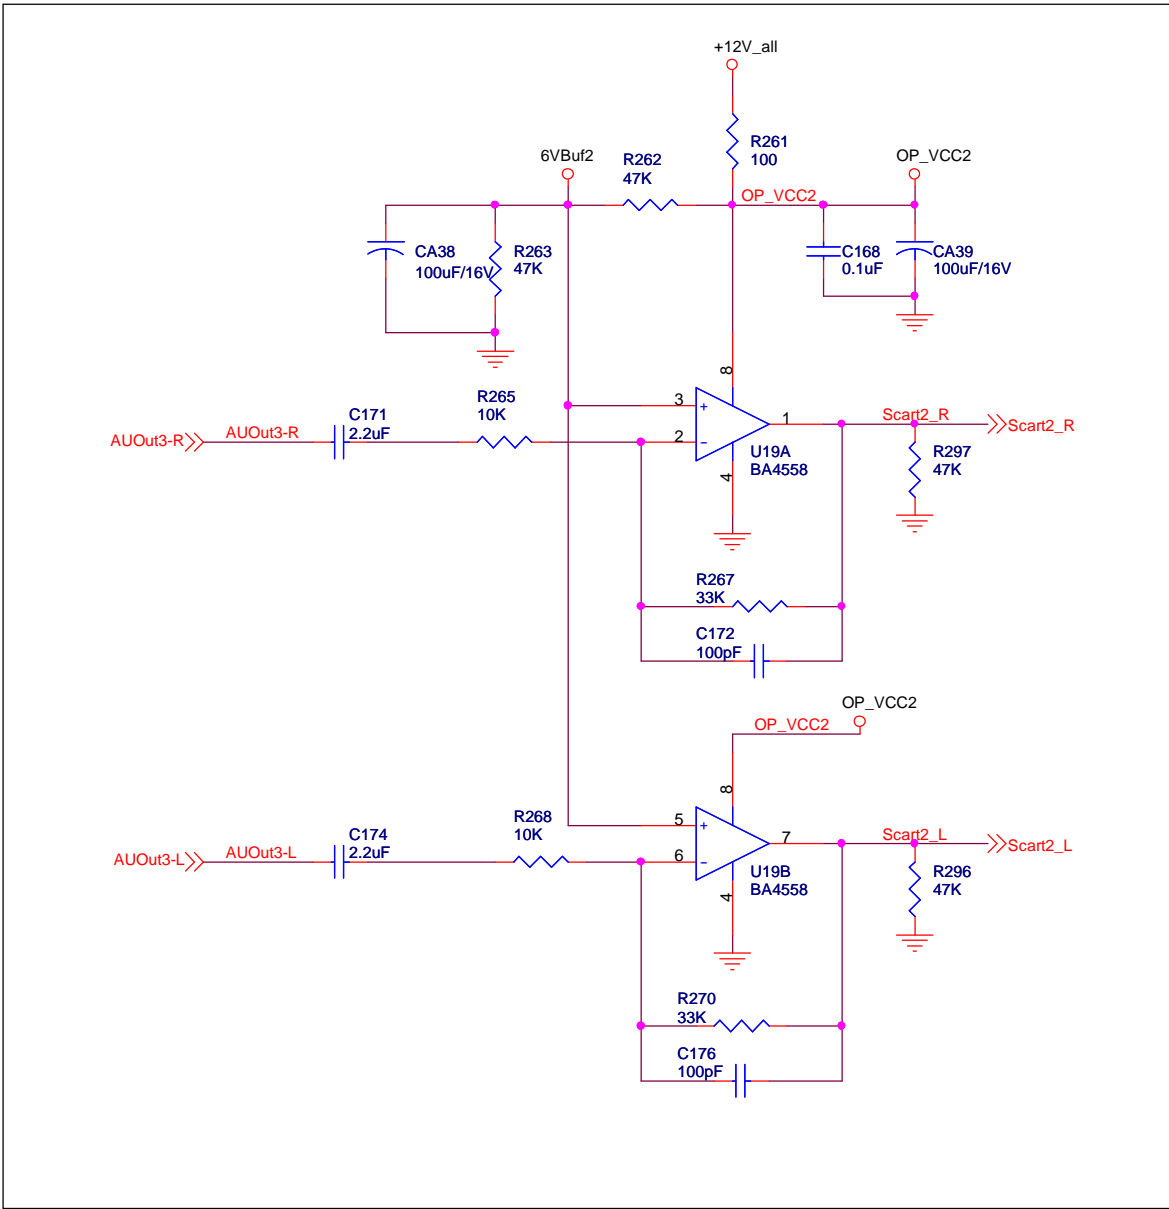 +12V_all
R261
100
6VBuf2
R262
47K
OP_VCC2
OP_VCC2
CA38
100uF/16V
R263
47K
C168
0.1uF
CA39
100uF/16V
8
R265
10K
C171
2.2uF
AUOut3-R
AUOut3-R
3
+
2
-
1
4
U19A
BA4558
Scart2_R
Scart2_R
R297
47K
R267
33K
C172
100pF
OP_VCC2
OP_VCC2
8
R268
10K
C174
2.2uF
AUOut3-L
AUOut3-L
5
+
6
-
7
4
U19B
BA4558
Scart2_L
Scart2_L
R296
47K
R270
33K
C176
100pF